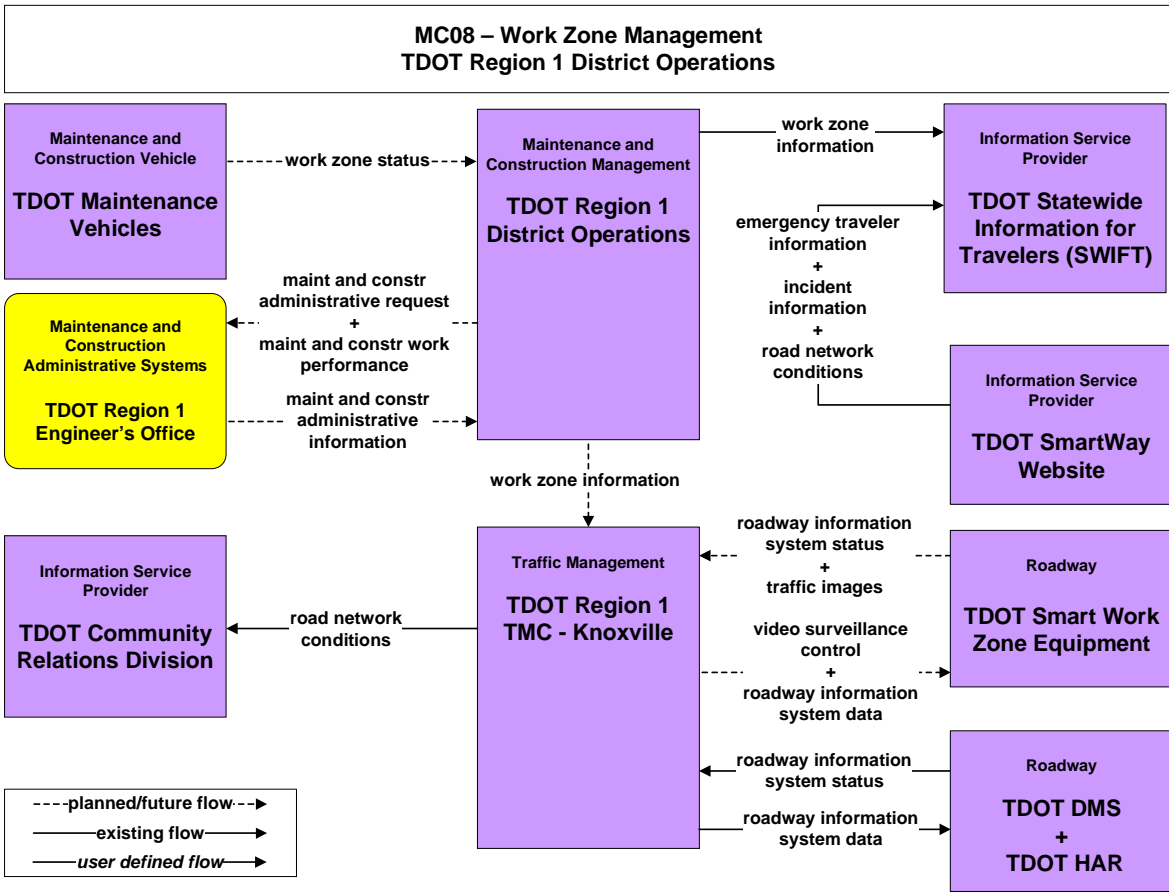 MC08 – Work Zone Management
TDOT Region 1 District Operations
Maintenance and
Construction Vehicle
TDOT Maintenance
Vehicles
work zone status
Maintenance and
Construction Management
TDOT Region 1
District Operations
work zone
information
Information Service
Provider
TDOT Statewide
Information for
Travelers (SWIFT)
emergency traveler
information
+
incident
information
+
road network
conditions
maint and constr
administrative request
+
maint and constr work
performance
Maintenance and
Construction
Administrative Systems
TDOT Region 1
Engineer’s Office
maint and constr
administrative
information
Information Service
Provider
TDOT SmartWay
Website
work zone information
Information Service
Provider
TDOT Community
Relations Division
road network
conditions
Traffic Management
TDOT Region 1
TMC - Knoxville
roadway information
system status
+
traffic images
video surveillance
control
+
roadway information
system data
Roadway
TDOT Smart Work
Zone Equipment
roadway information
system status
roadway information
system data
Roadway
TDOT DMS
+
TDOT HAR
planned/future flow
existing flow
user defined flow